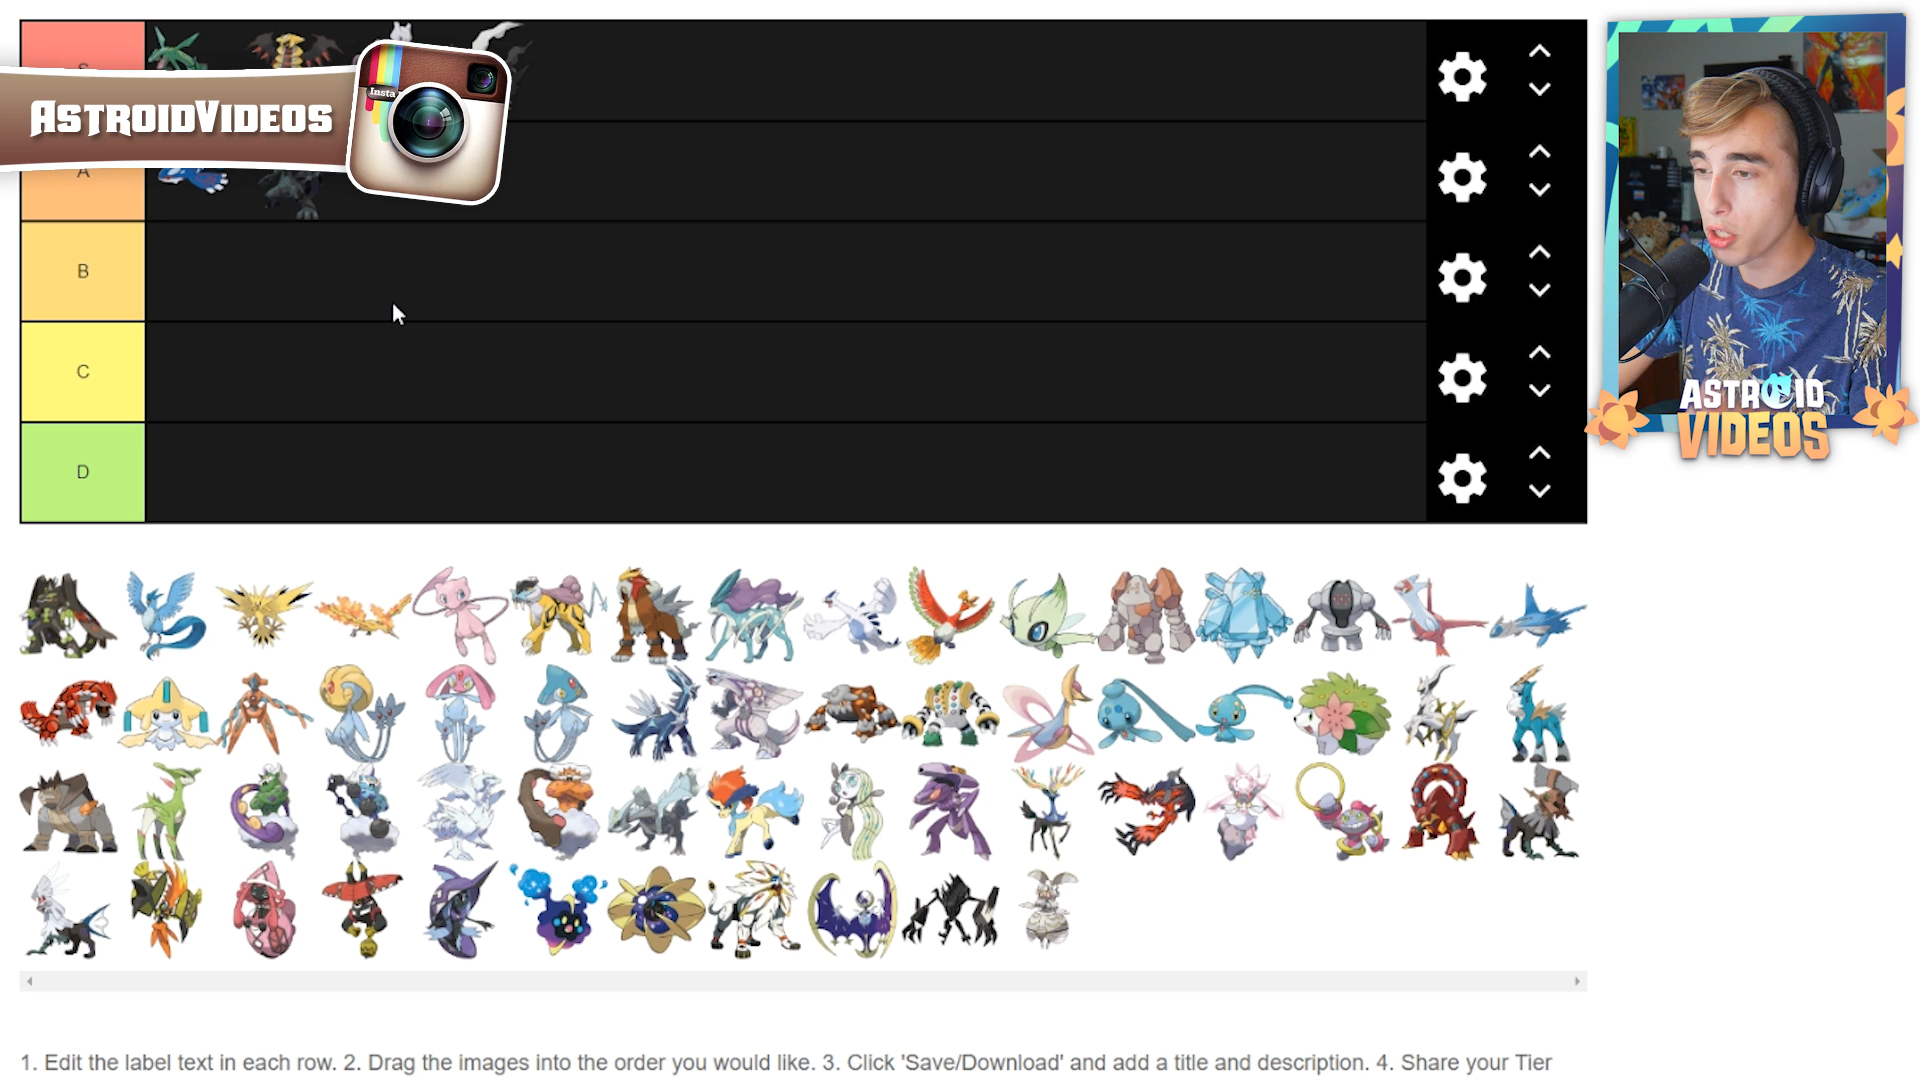 S
AstroidVideos
Insta
A
B
C
D
ASTROID
VIDEOS
1. Edit the label text in each row. 2. Drag the images into the order you would like. 3. Click 'Save/Download' and add a title and description. 4. Share your Tier